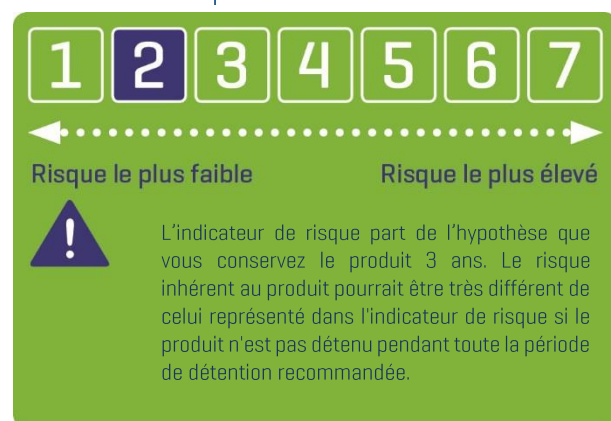 1 2 3 4 5 6 7
Risque le plus faible Risque le plus élevé
!
L'indicateur de risque part de l'hypothèse que
vous conservez le produit 3 ans. Le risque
inhérent au produit pourrait être très différent de
celui représenté dans l'indicateur de risque si le
produit n'est pas détenu pendant toute la période
de détention recommandée.